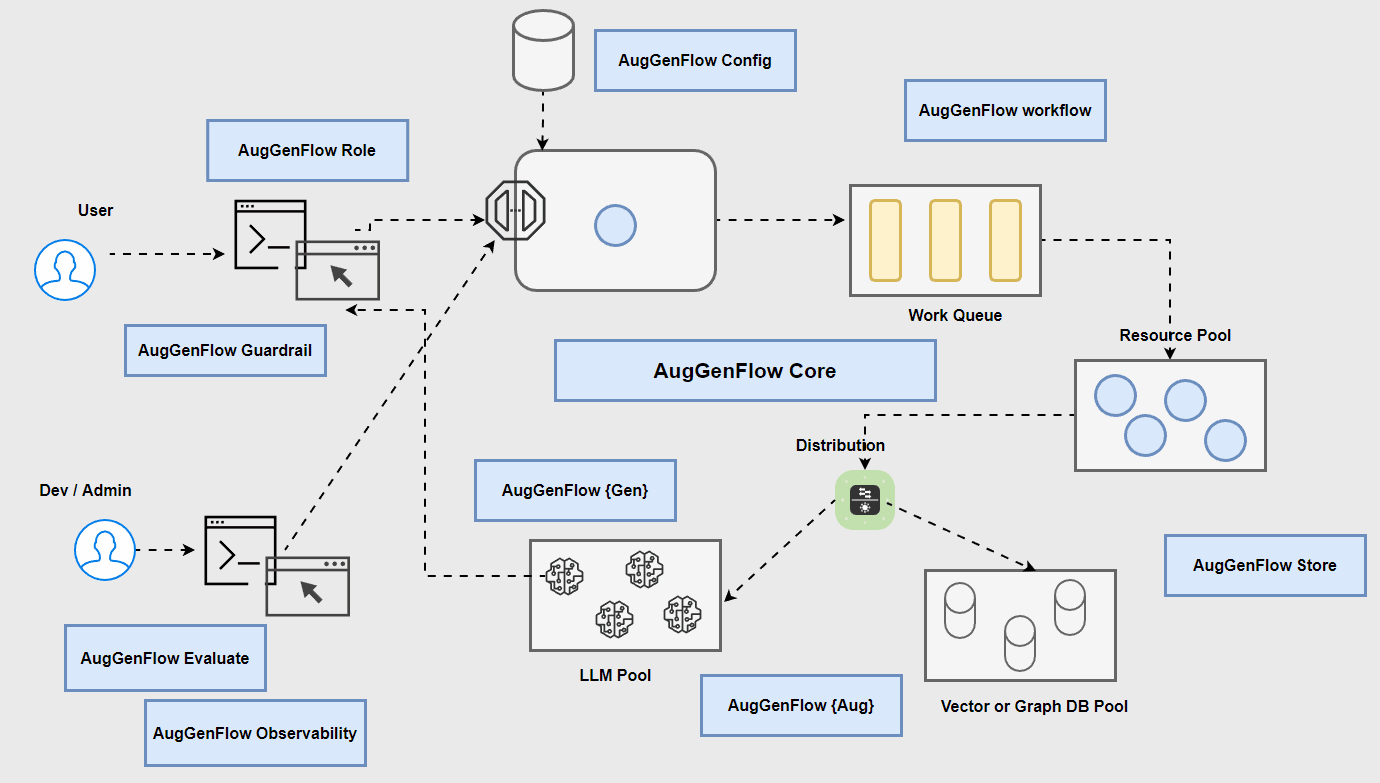 AugGenFlow Config
AugGenFlow workflow
AugGenFlow Role
User
Work Queue
Resource Pool
AugGenFlow Guardrail
AugGenFlow Core
Distribution
Dev / Admin
AugGenFlow {Gen}
AugGenFlow Store
AugGenFlow Evaluate
LLM Pool
AugGenFlow {Aug}
Vector or Graph DB Pool
AugGenFlow Observability